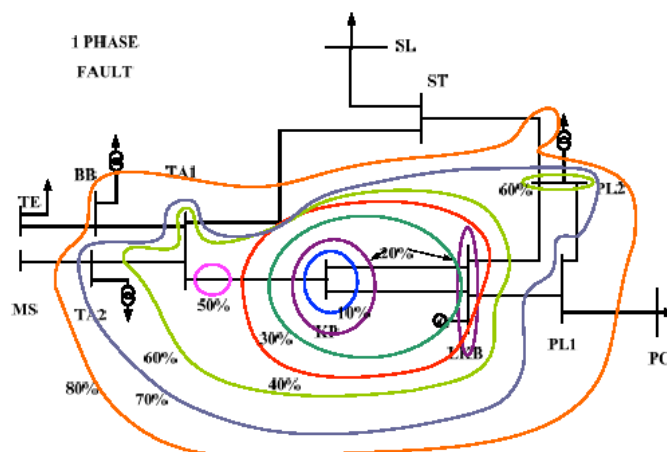 1 PHASE
FAULT
SL
ST
TE
BB
TA1
60%
PL2
20%
MS
TA2
50%
KP
10%
30%
LKB
PL1
60%
40%
80%
70%